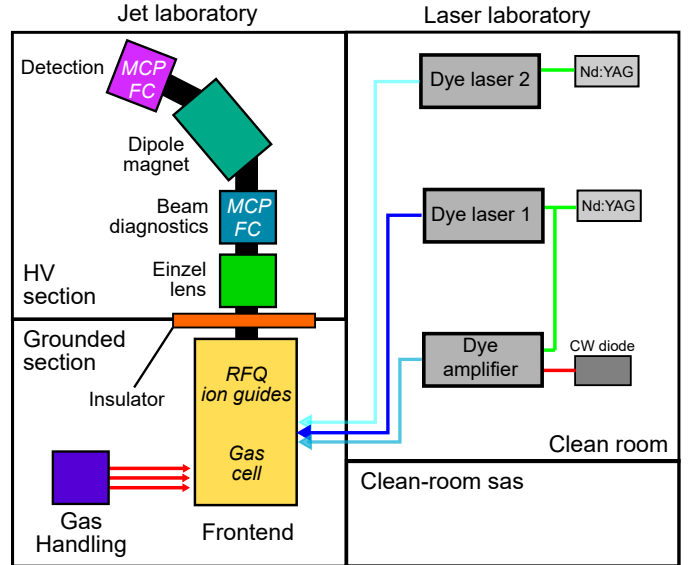 Jet laboratory
Laser laboratory
Detection
MCP
FC
Dipole
magnet
Beam
diagnostics
MCP
FC
Einzel
lens
HV
section
Grounded
section
Insulator
RFQ
ion guides
Gas
cell
Gas
Handling
Frontend
Dye laser 2
Nd:YAG
Dye laser 1
Nd:YAG
Dye
amplifier
CW diode
Clean room
Clean-room sas